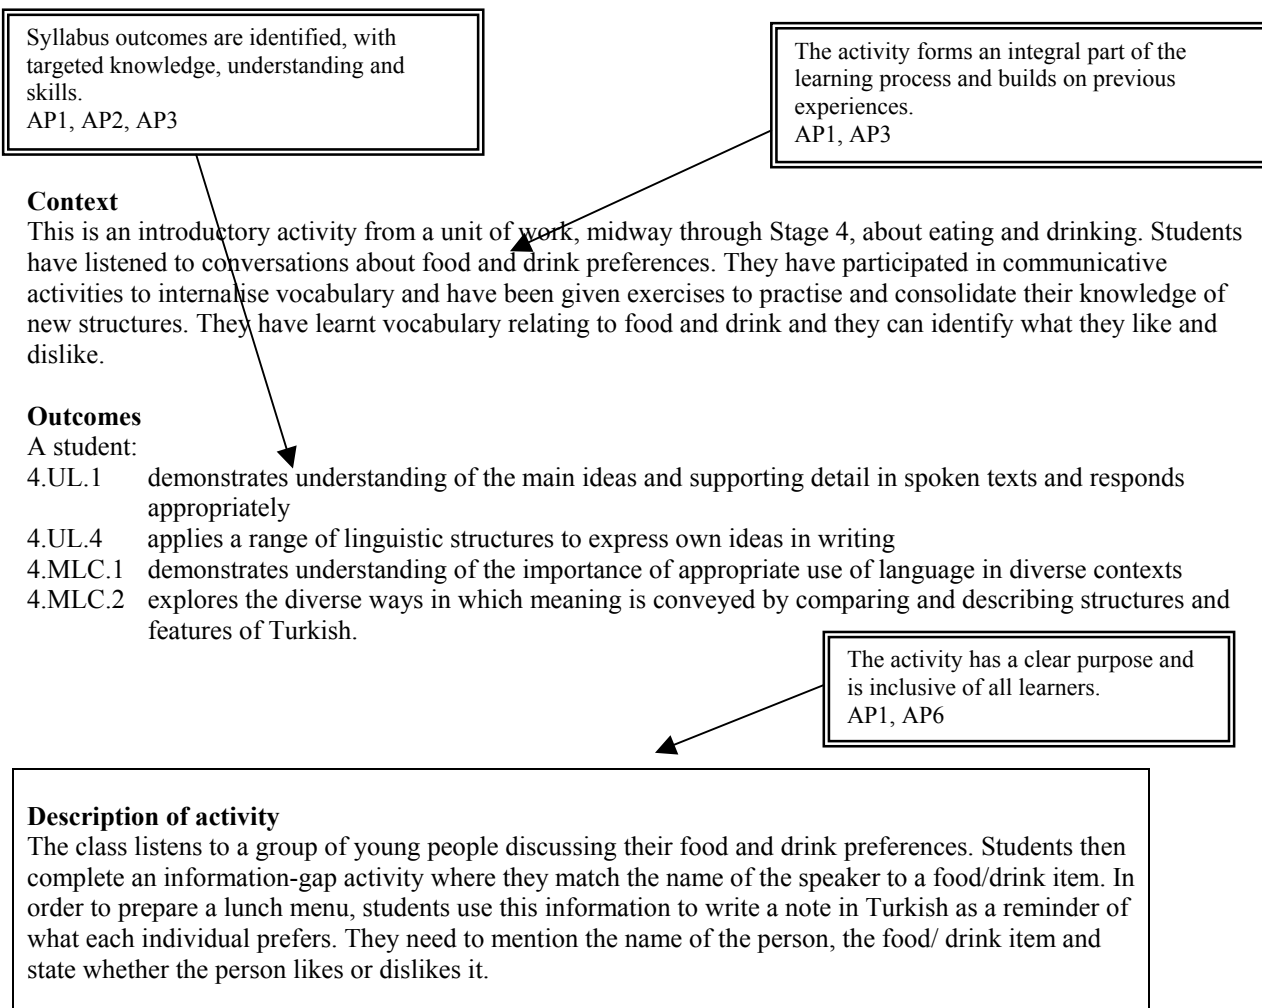 Syllabus outcomes are identified, with
targeted knowledge, understanding and
skills.
AP1, AP2, AP3
The activity forms an integral part of the
learning process and builds on previous
experiences.
AP1, AP3
Context
This is an introductory activity from a unit of work, midway through Stage 4, about eating and drinking. Students
have listened to conversations about food and drink preferences. They have participated in communicative
activities to internalise vocabulary and have been given exercises to practise and consolidate their knowledge of
new structures. They have learnt vocabulary relating to food and drink and they can identify what they like and
dislike.
Outcomes
A student:
4.UL.1 demonstrates understanding of the main ideas and supporting detail in spoken texts and responds
appropriately
4.UL.4 applies a range of linguistic structures to express own ideas in writing
4.MLC.1 demonstrates understanding of the importance of appropriate use of language in diverse contexts
4.MLC.2 explores the diverse ways in which meaning is conveyed by comparing and describing structures and
features of Turkish.
The activity has a clear purpose and
is inclusive of all learners.
AP1, AP6
Description of activity
The class listens to a group of young people discussing their food and drink preferences. Students then
complete an information-gap activity where they match the name of the speaker to a food/drink item. In
order to prepare a lunch menu, students use this information to write a note in Turkish as a reminder of
what each individual prefers. They need to mention the name of the person, the food/ drink item and
state whether the person likes or dislikes it.